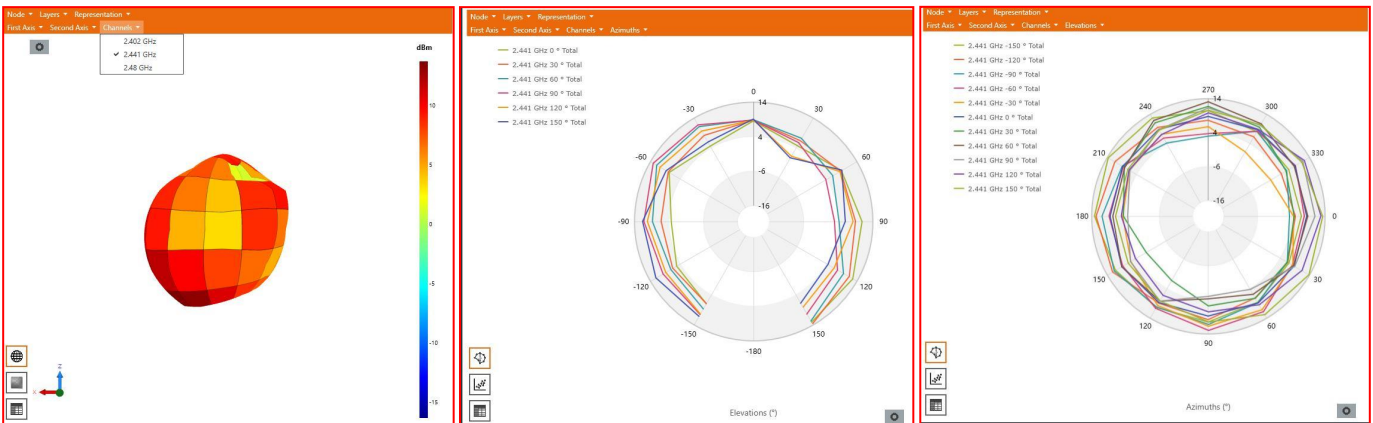 Node Layers Representation
First Axis Second Axis Channels
2.402 GHz
2.441 GHz
2.48 GHz
dBm
10
5
0
-5
-10
-15
Z
X
Node Layers Representation
First Axis Second Axis Channels Azimuths
2.441 GHz 0 ° Total
2.441 GHz 30 ° Total
2.441 GHz 60 ° Total
2.441 GHz 90 ° Total
2.441 GHz 120 ° Total
2.441 GHz 150 ° Total
0
14
-30
30
4
-60
60
-6
-16
-90
90
-120
120
-150
150
-180
Elevations (°)
Node Layers Representation
First Axis Second Axis Channels Elevations
2.441 GHz -150 ° Total
2.441 GHz -120 ° Total
2.441 GHz -90 ° Total
2.441 GHz -60 ° Total
2.441 GHz -30 ° Total
2.441 GHz 0 ° Total
2.441 GHz 30 ° Total
2.441 GHz 60 ° Total
2.441 GHz 90 ° Total
2.441 GHz 120 ° Total
2.441 GHz 150 ° Total
270
14
240
300
4
210
330
-6
-16
180
0
150
30
120
60
90
Azimuths (°)